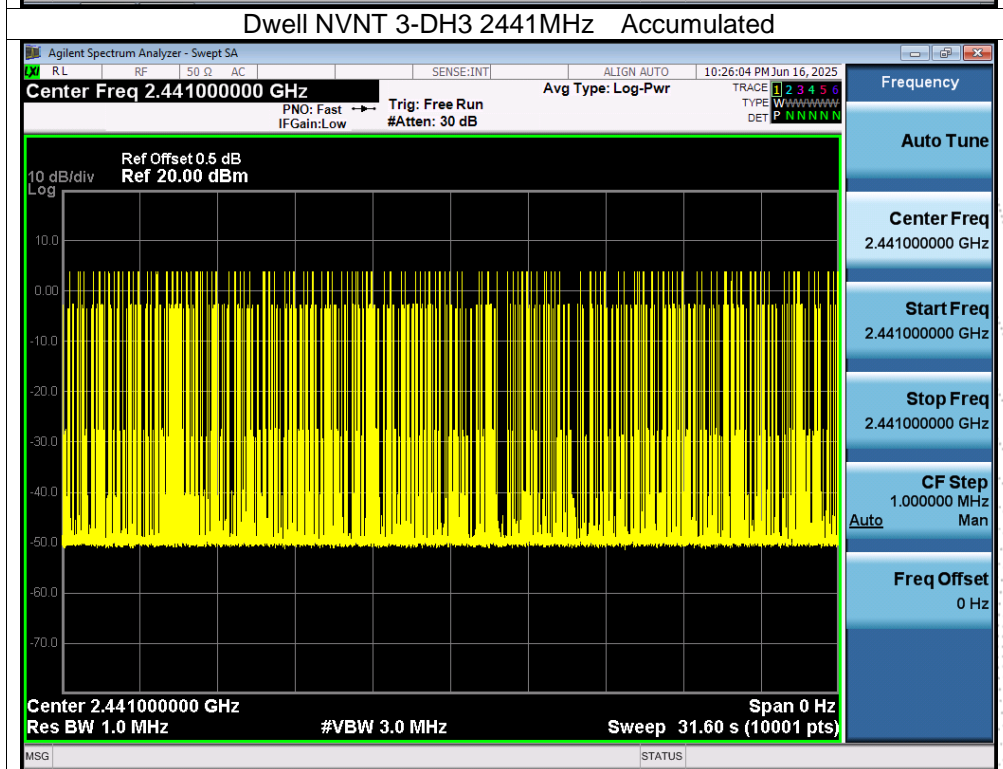 Dwell NVNT 3-DH3 2441MHz Accumulated
Agilent Spectrum Analyzer - Swept SA
LXI RL RF 50 Ω AC SENSE:INT ALIGN AUTO 10:26:04 PM Jun 16, 2025
Center Freq 2.441000000 GHz
PNO: Fast
IFGain:Low
Trig: Free Run
#Atten: 30 dB
Avg Type: Log-Pwr
TRACE 1 2 3 4 5 6
TYPE WWWWWWW
DET P N N N N N
Ref Offset 0.5 dB
10 dB/div Ref 20.00 dBm
Log
10.0
0.00
-10.0
-20.0
-30.0
-40.0
-50.0
-60.0
-70.0
Center 2.441000000 GHz Span 0 Hz
Res BW 1.0 MHz #VBW 3.0 MHz Sweep 31.60 s (10001 pts)
MSG STATUS
Frequency
Auto Tune
Center Freq
2.441000000 GHz
Start Freq
2.441000000 GHz
Stop Freq
2.441000000 GHz
CF Step
1.000000 MHz
Auto Man
Freq Offset
0 Hz